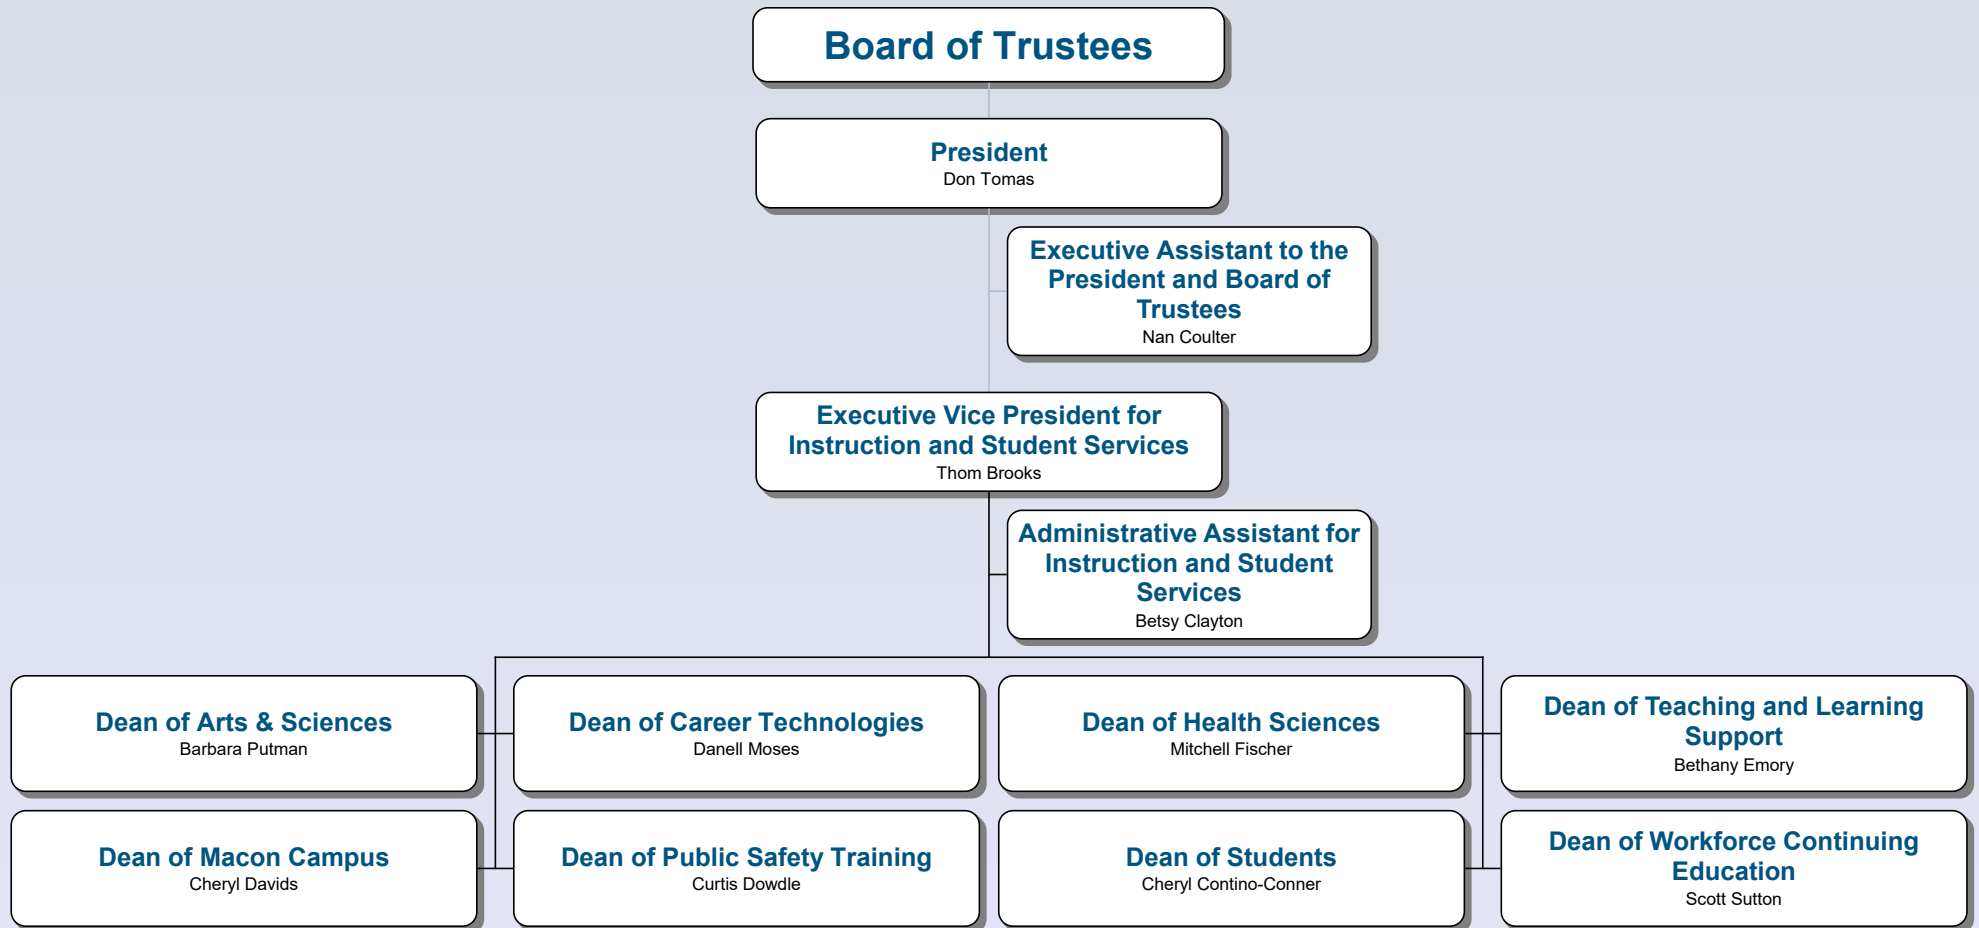 Board of Trustees
President
Don Tomas
Executive Assistant to the
President and Board of
Trustees
Nan Coulter
Executive Vice President for
Instruction and Student Services
Thom Brooks
Administrative Assistant for
Instruction and Student
Services
Betsy Clayton
Dean of Arts & Sciences
Barbara Putman
Dean of Career Technologies
Danell Moses
Dean of Health Sciences
Mitchell Fischer
Dean of Teaching and Learning
Support
Bethany Emory
Dean of Macon Campus
Cheryl Davids
Dean of Public Safety Training
Curtis Dowdle
Dean of Students
Cheryl Contino-Conner
Dean of Workforce Continuing
Education
Scott Sutton